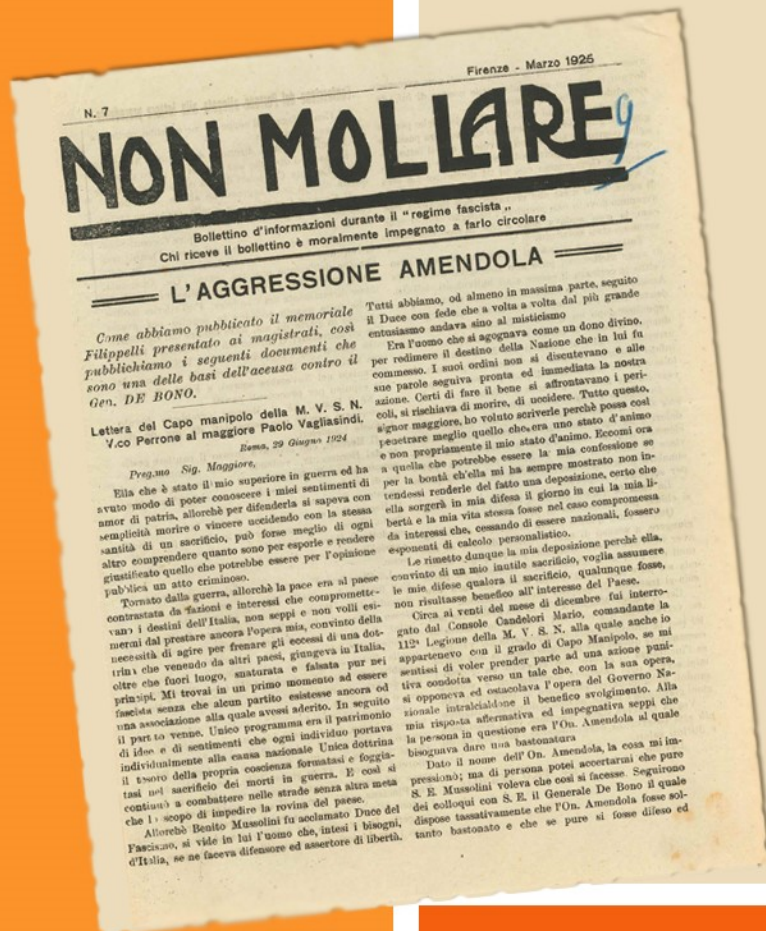 Firenze - Marzo 1925
N. 7
NON MOLLARE
9
Bollettino d'informazioni durante il "regime fascista„
Chi riceve il bollettino è moralmente impegnato a farlo circolare
L'AGGRESSIONE AMENDOLA
Come abbiamo pubbticato il memoriale
Filippelli presentato ai magistrati, così
pubblichiamo i seguenti documenti che
sono una delle basi dell'aceusa contro il
Gen. DE BONO.
Lettera del Capo manipolo della M. V. S. N.
V.co Perrone al maggiore Paolo Vagliasindi.
Roma, 29 Giugno 1924
Preg.mo Sig. Maggiore,
Ella che è stato il mio superiore in guerra ed ha
avuto modo di poter conoscere i miei sentimenti di
amor di patria, allorchè per difenderla si sapeva con
semplicità morire o vincere uccidendo con la stessa
santità di un sacrificio, può forse meglio di ogni
altro comprendere quanto sono per esporle e rendere
giustificato quello che potrebbe essere per l'opinione
pubblica un atto criminoso.
Tornato dalla guerra, allorchè la pace era al paese
contrastata da fazioni e interessi che compromette-
vano i destini dell'Italia, non seppi e non volli esi-
mermi dal prestare ancora l'opera mia, convinto della
necessità di agire per frenare gli eccessi di una dot-
trina che venendo da altri paesi, giungeva in Italia,
oltre che fuori luogo, snaturata e falsata pur nei
principi. Mi trovai in un primo momento ad essere
fascista senza che alcun partito esistesse ancora od
una associazione alla quale avessi aderito. In seguito
il partito venne. Unico programma era il patrimonio
di idee e di sentimenti che ogni individuo portava
individualmente alla causa nazionale Unica dottrina
il tesoro della propria coscienza formatasi e foggia-
tasi nel sacrificio dei morti in guerra. E così si
continuò a combattere nelle strade senza altra meta
che lo scopo di impedire la rovina del paese.
Allorchè Benito Mussolini fu acclamato Duce del
Fascismo, si vide in lui l'uomo che, intesi i bisogni,
d'Italia, se ne faceva difensore ed assertore di libertà.
Tutti abbiamo, od almeno in massima parte, seguito
il Duce con fede che a volta a volta dal più grande
entusiasmo andava sino al misticismo
Era l'uomo che si agognava come un dono divino,
per redimere il destino della Nazione che in lui fu
commesso. I suoi ordini non si discutevano e alle
sue parole seguiva pronta ed immediata la nostra
azione. Certi di fare il bene si affrontavano i peri-
coli, si rischiava di morire, di uccidere. Tutto questo,
signor maggiore, ho voluto scriverle perchè possa così
penetrare meglio quello che era uno stato d'animo
e non propriamente il mio stato d'animo. Eccomi ora
a quella che potrebbe essere la mia confessione se
per la bontà ch'ella mi ha sempre mostrato non in-
tendessi renderle del fatto una deposizione, certo che
ella sorgerà in mia difesa il giorno in cui la mia li-
bertà e la mia vita stessa fosse nel caso compromessa
da interessi che, cessando di essere nazionali, fossero
esponenti di calcolo personalistico.
Le rimetto dunque la mia deposizione perchè ella,
convinto di un mio inutile sacrificio, voglia assumere
le mie difese qualora il sacrificio, qualunque fosse,
non risultasse benefico all'interesse del Paese.
Circa ai venti del mese di dicembre fui interro-
gato dal Console Candelori Mario, comandante la
112ª Legione della M. V. S. N. alla quale anche io
appartenevo con il grado di Capo Manipolo, se mi
sentissi di voler prender parte ad una azione puni-
tiva condotta verso un tale che, con la sua opera,
si opponeva ed ostacolava l'opera del Governo Na-
zionale intralciandone il benefico svolgimento. Alla
mia risposta affermativa ed impegnativa seppi che
la persona in questione era l'On. Amendola al quale
bisognava dare una bastonatura
Dato il nome dell'On. Amendola, la cosa mi im-
pressionò; ma di persona potei accertarmi che pure
S. E. Mussolini voleva che così si facesse. Seguirono
dei colloqui con S. E. il Generale De Bono il quale
dispose tassativamente che l'On. Amendola fosse sol-
tanto bastonato e che se pure si fosse difeso ed